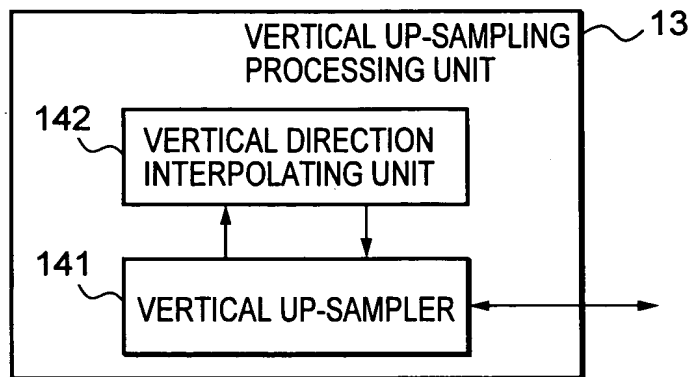 VERTICAL UP-SAMPLING
PROCESSING UNIT
13
142
VERTICAL DIRECTION
INTERPOLATING UNIT
141
VERTICAL UP-SAMPLER